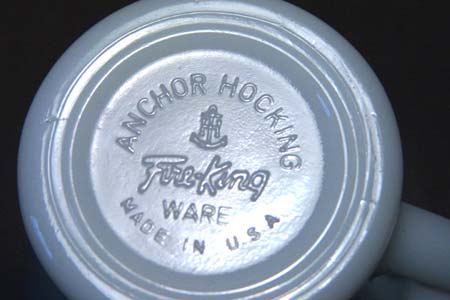 ANCHOR HOCKING
Fire-King
WARE
MADE IN U.S.A.